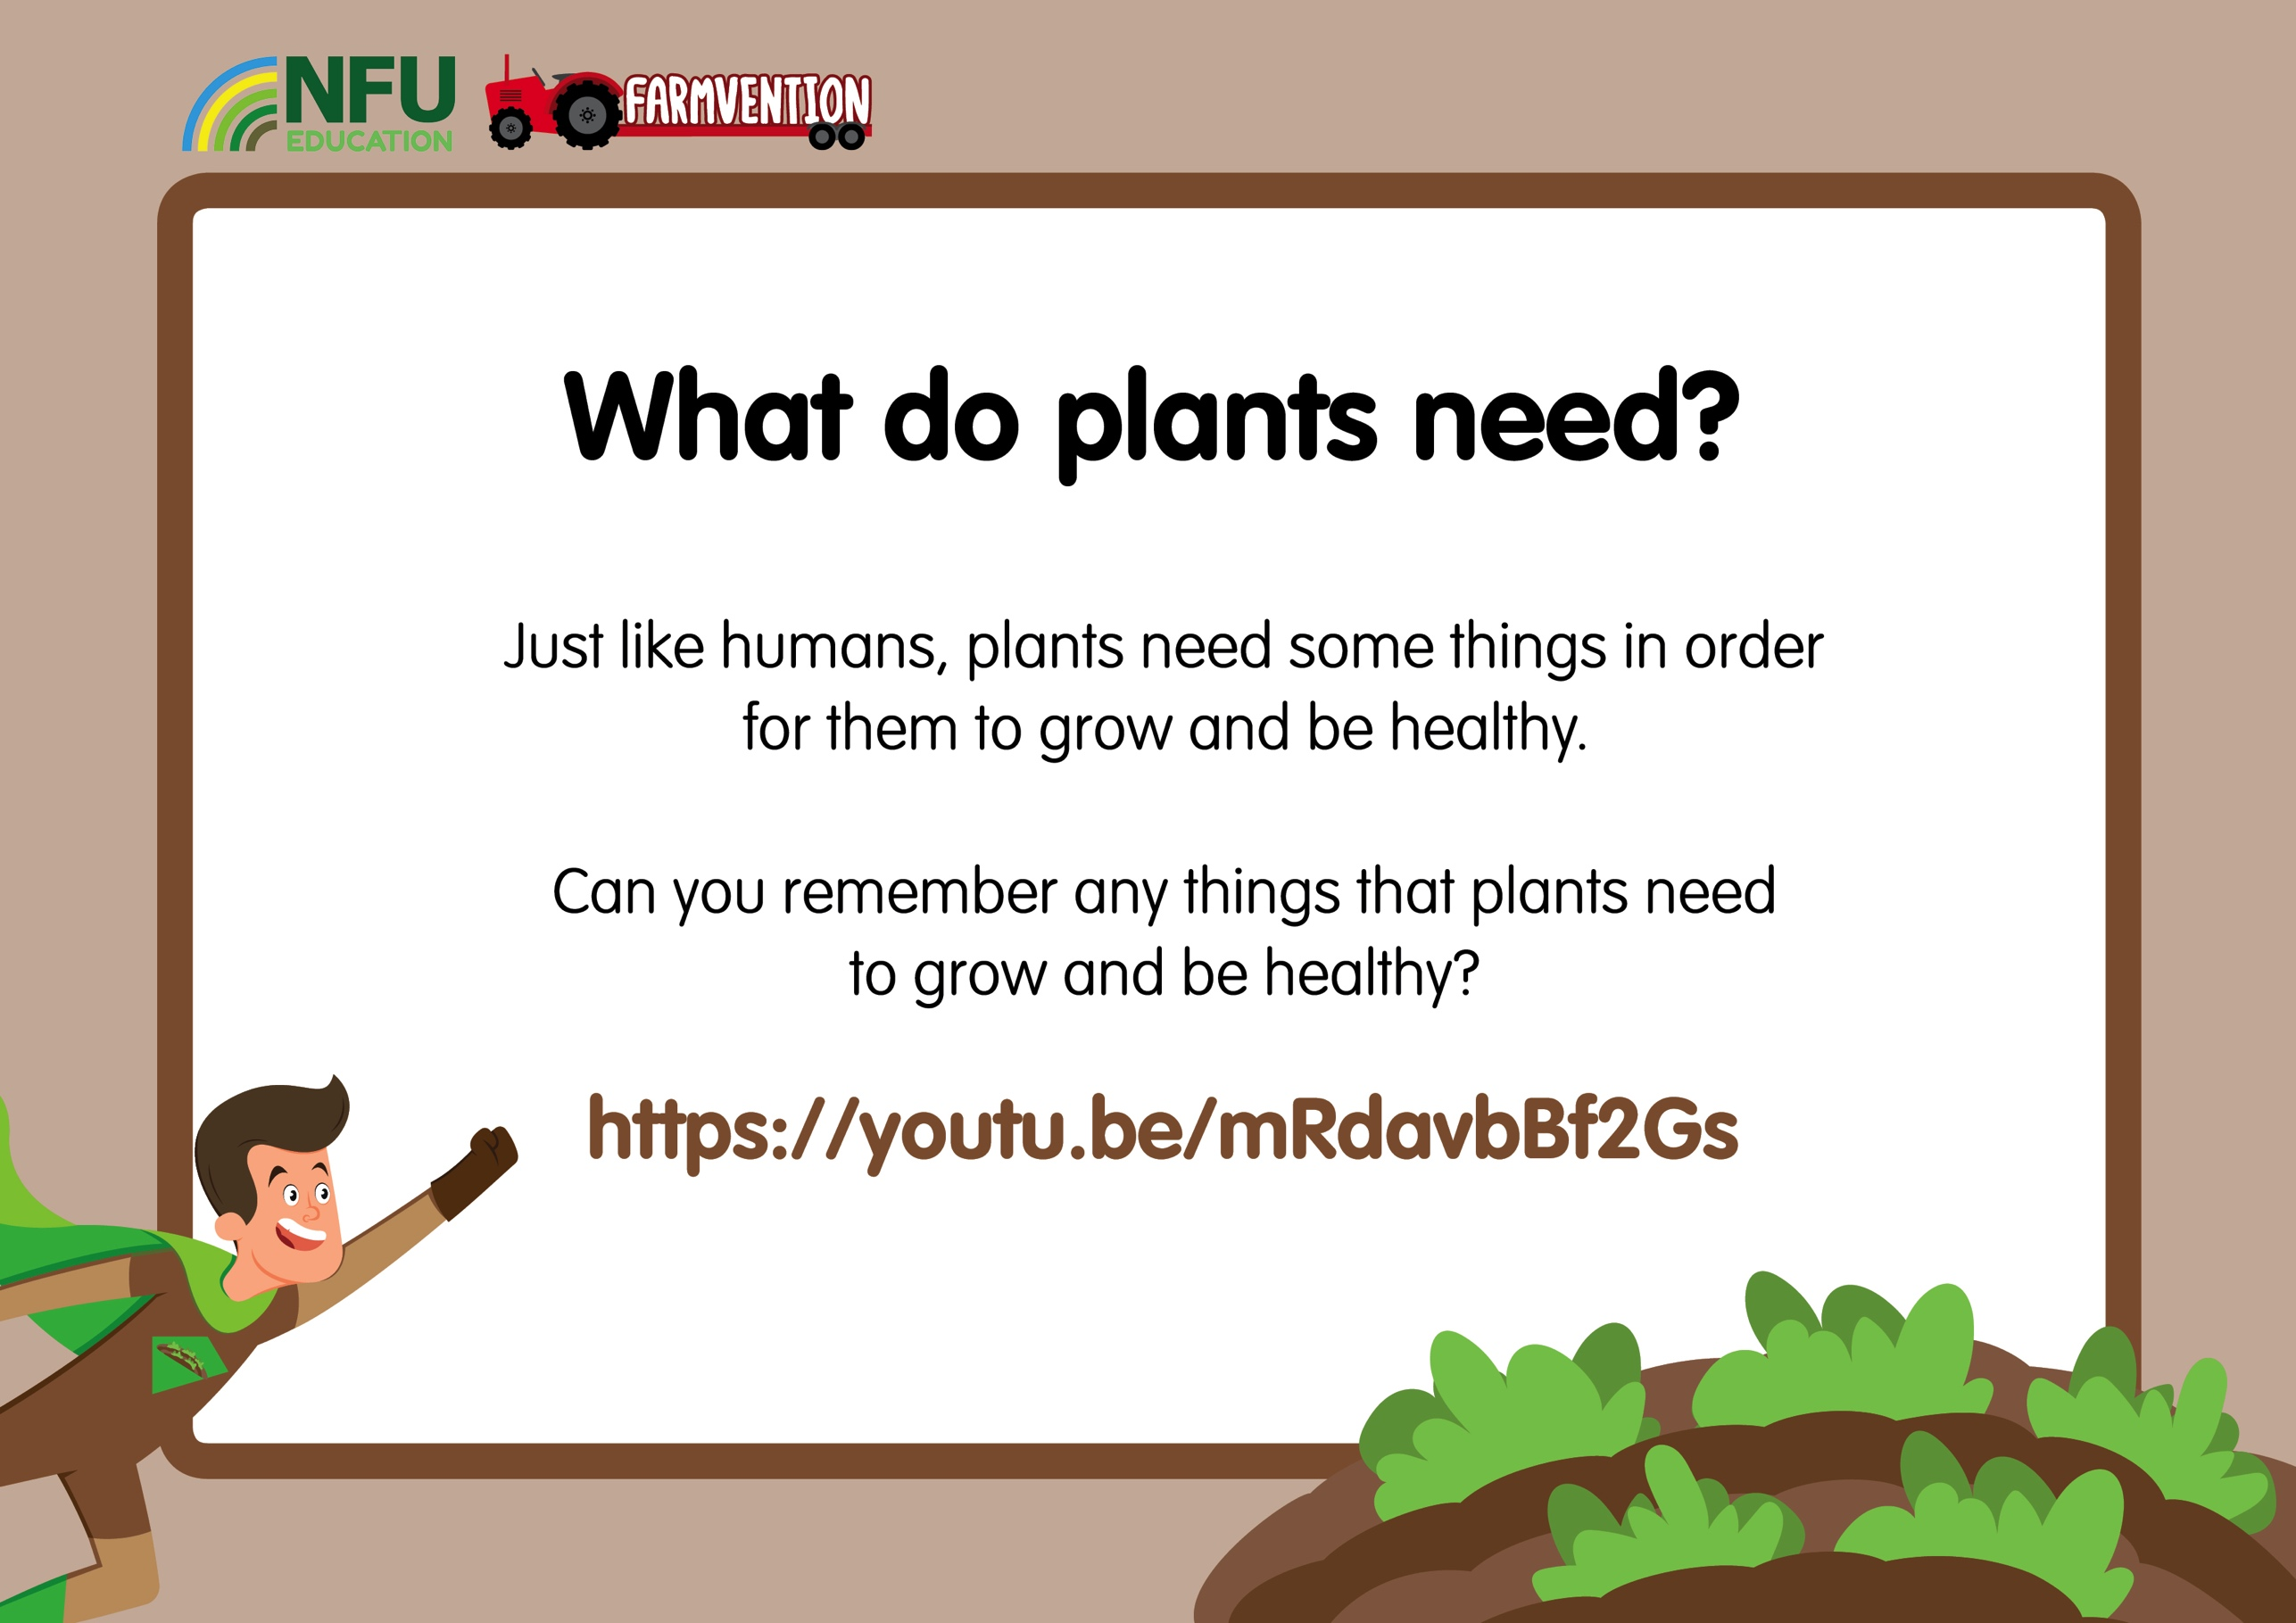 NFU
EDUCATION
FARMVENTION
What do plants need?
Just like humans, plants need some things in order
for them to grow and be healthy.
Can you remember any things that plants need
to grow and be healthy?
https://youtu.be/mRdavbBf2Gs